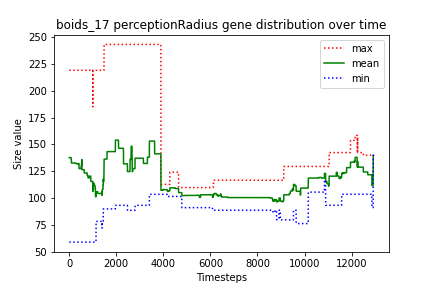 boids_17 perceptionRadius gene distribution over time
250
225
200
175
150
125
100
75
50
Size value
max
mean
min
0 2000 4000 6000 8000 10000 12000
Timesteps